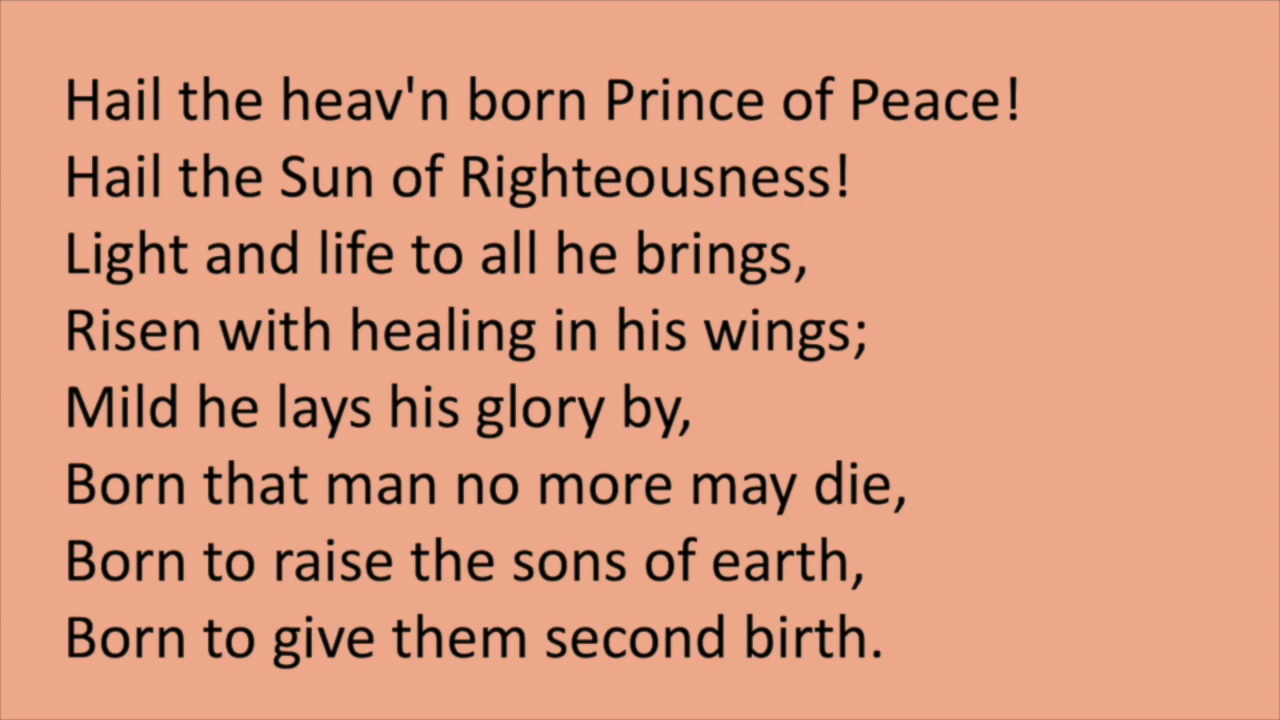 Hail the heav'n born Prince of Peace!
Hail the Sun of Righteousness!
Light and life to all he brings,
Risen with healing in his wings;
Mild he lays his glory by,
Born that man no more may die,
Born to raise the sons of earth,
Born to give them second birth.